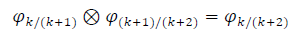 φ_{k/(k+1)} ⊗ φ_{(k+1)/(k+2)} = φ_{k/(k+2)}